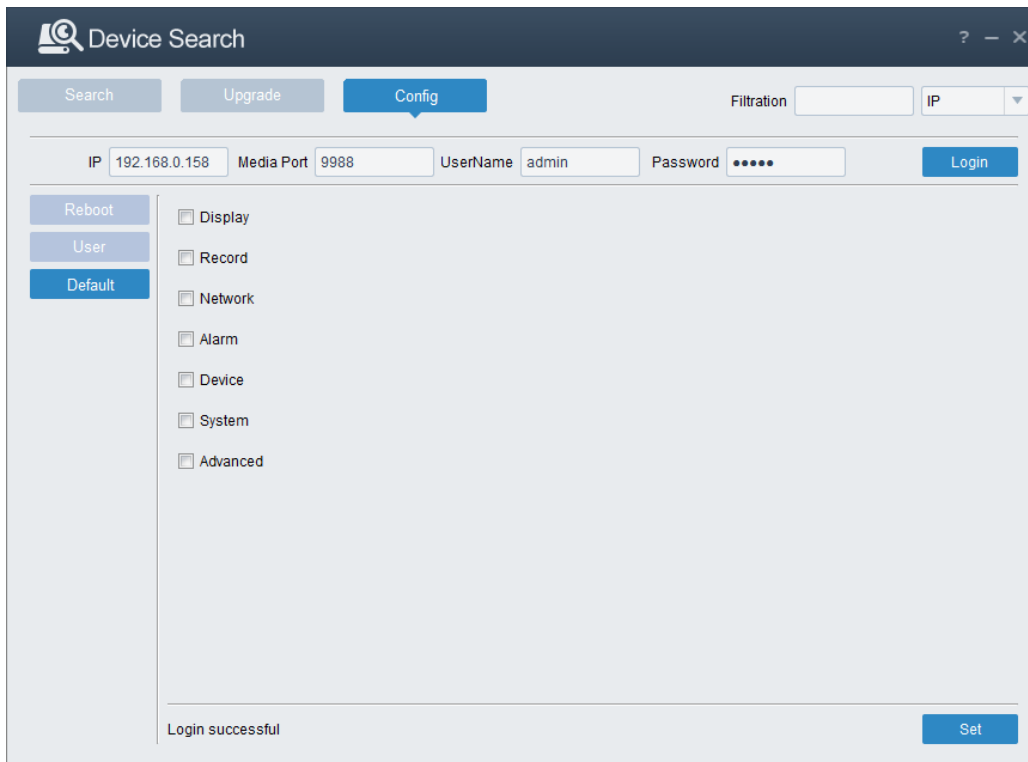 Device Search
? – ×
Search Upgrade Config Filtration IP
IP 192.168.0.158 Media Port 9988 UserName admin Password ●●●●● Login
Reboot
User
Default
Display
Record
Network
Alarm
Device
System
Advanced
Login successful Set